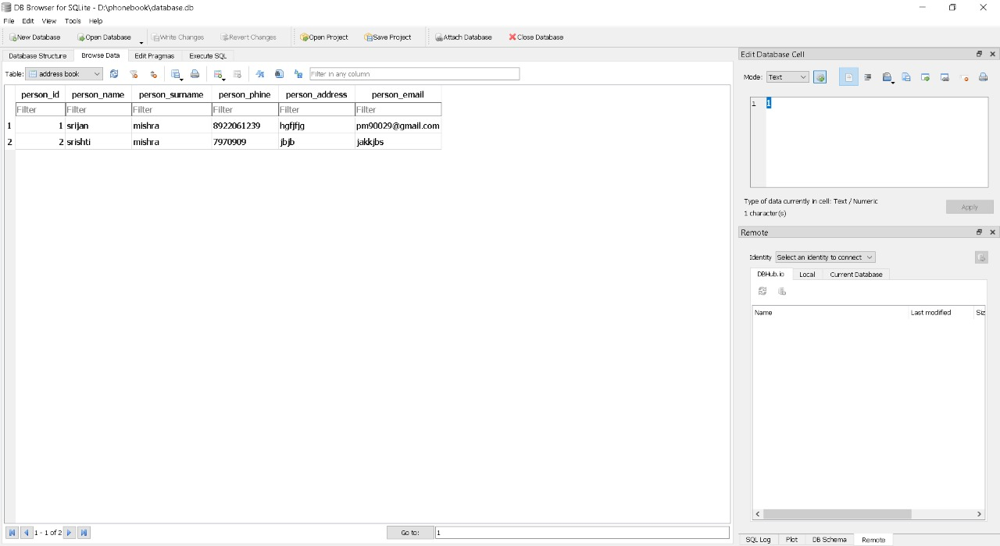 DB Browser for SQLite - D:\phonebook\database.db
File Edit View Tools Help
New Database Open Database Write Changes Revert Changes Open Project Save Project Attach Database Close Database
Database Structure Browse Data Edit Pragmas Execute SQL
Table: address book Filter in any column
person_id person_name person_surname person_phine person_address person_email
Filter Filter Filter Filter Filter Filter
1 1 srijan mishra 8922061239 hgfjfjg pm90029@gmail.com
2 2 srishti mishra 7970909 jbjb jakkjbs
1 - 1 of 2 Go to: 1
Edit Database Cell
Mode: Text
1 1
Type of data currently in cell: Text / Numeric
1 character(s)
Apply
Remote
Identity Select an identity to connect
DBHub.io Local Current Database
Name Last modified Siz
SQL Log Plot DB Schema Remote